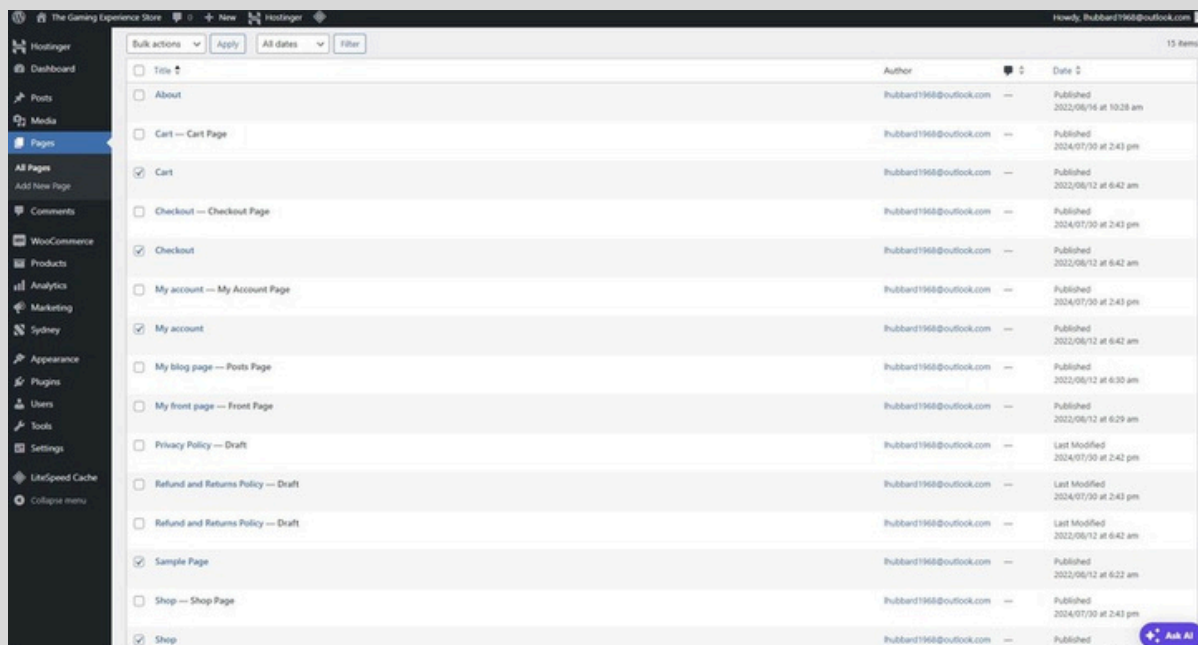 The Gaming Experience Store 0 + New Hostinger Howdy, lhubbard1968@outlook.com
Hostinger
Dashboard
Posts
Media
Pages
All Pages
Add New Page
Comments
WooCommerce
Products
Analytics
Marketing
Sydney
Appearance
Plugins
Users
Tools
Settings
LiteSpeed Cache
Collapse menu
Bulk actions Apply All dates Filter 15 items
Title Author Date
About lhubbard1968@outlook.com — Published
2022/08/16 at 10:28 am
Cart — Cart Page lhubbard1968@outlook.com — Published
2024/07/30 at 2:43 pm
Cart lhubbard1968@outlook.com — Published
2022/08/12 at 6:42 am
Checkout — Checkout Page lhubbard1968@outlook.com — Published
2024/07/30 at 2:43 pm
Checkout lhubbard1968@outlook.com — Published
2022/08/12 at 6:42 am
My account — My Account Page lhubbard1968@outlook.com — Published
2024/07/30 at 2:43 pm
My account lhubbard1968@outlook.com — Published
2022/08/12 at 6:42 am
My blog page — Posts Page lhubbard1968@outlook.com — Published
2022/08/12 at 6:30 am
My front page — Front Page lhubbard1968@outlook.com — Published
2022/08/12 at 6:29 am
Privacy Policy — Draft lhubbard1968@outlook.com — Last Modified
2024/07/30 at 2:42 pm
Refund and Returns Policy — Draft lhubbard1968@outlook.com — Last Modified
2024/07/30 at 2:43 pm
Refund and Returns Policy — Draft lhubbard1968@outlook.com — Last Modified
2022/08/12 at 6:42 am
Sample Page lhubbard1968@outlook.com — Published
2022/08/12 at 6:22 am
Shop — Shop Page lhubbard1968@outlook.com — Published
2024/07/30 at 2:43 pm
Shop lhubbard1968@outlook.com — Published
Ask AI